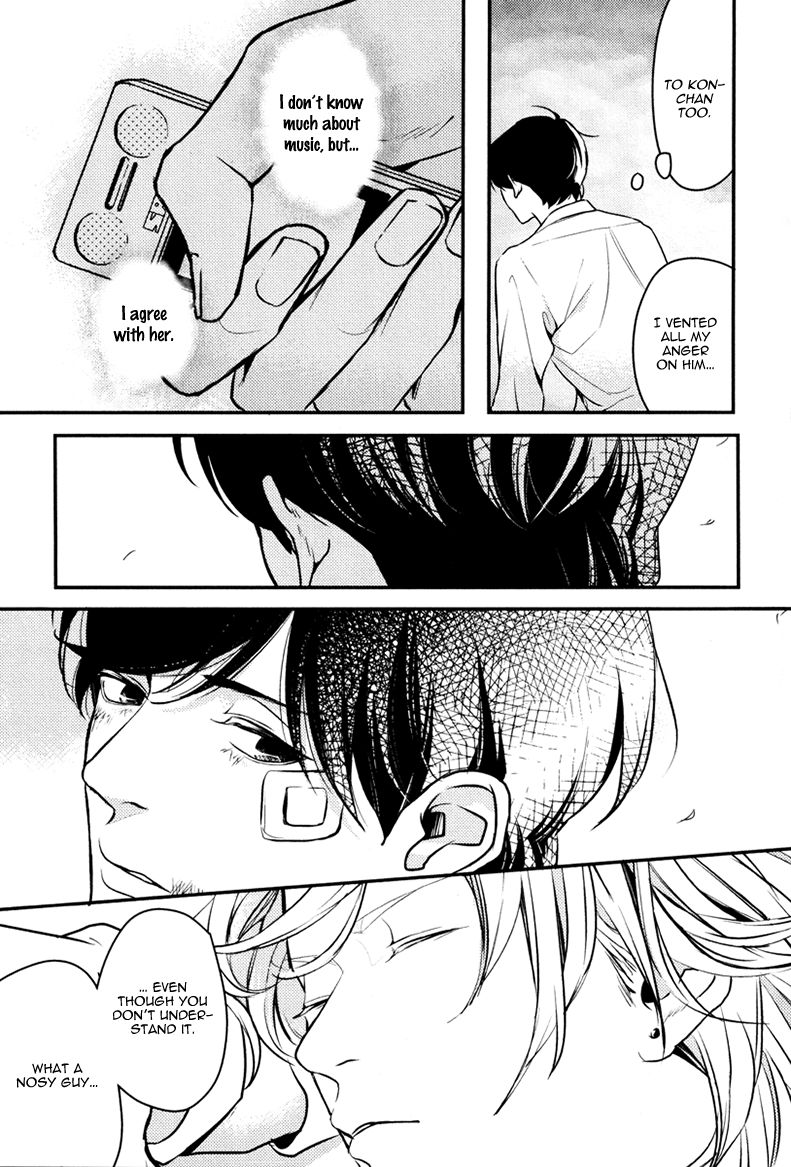 TO KON-
CHAN
TOO.
I VENTED
ALL MY
ANGER
ON HIM...
I don't know
much about
music, but...
I agree
with her.
... EVEN
THOUGH YOU
DON'T UNDER-
STAND IT.
WHAT A
NOSY GUY...